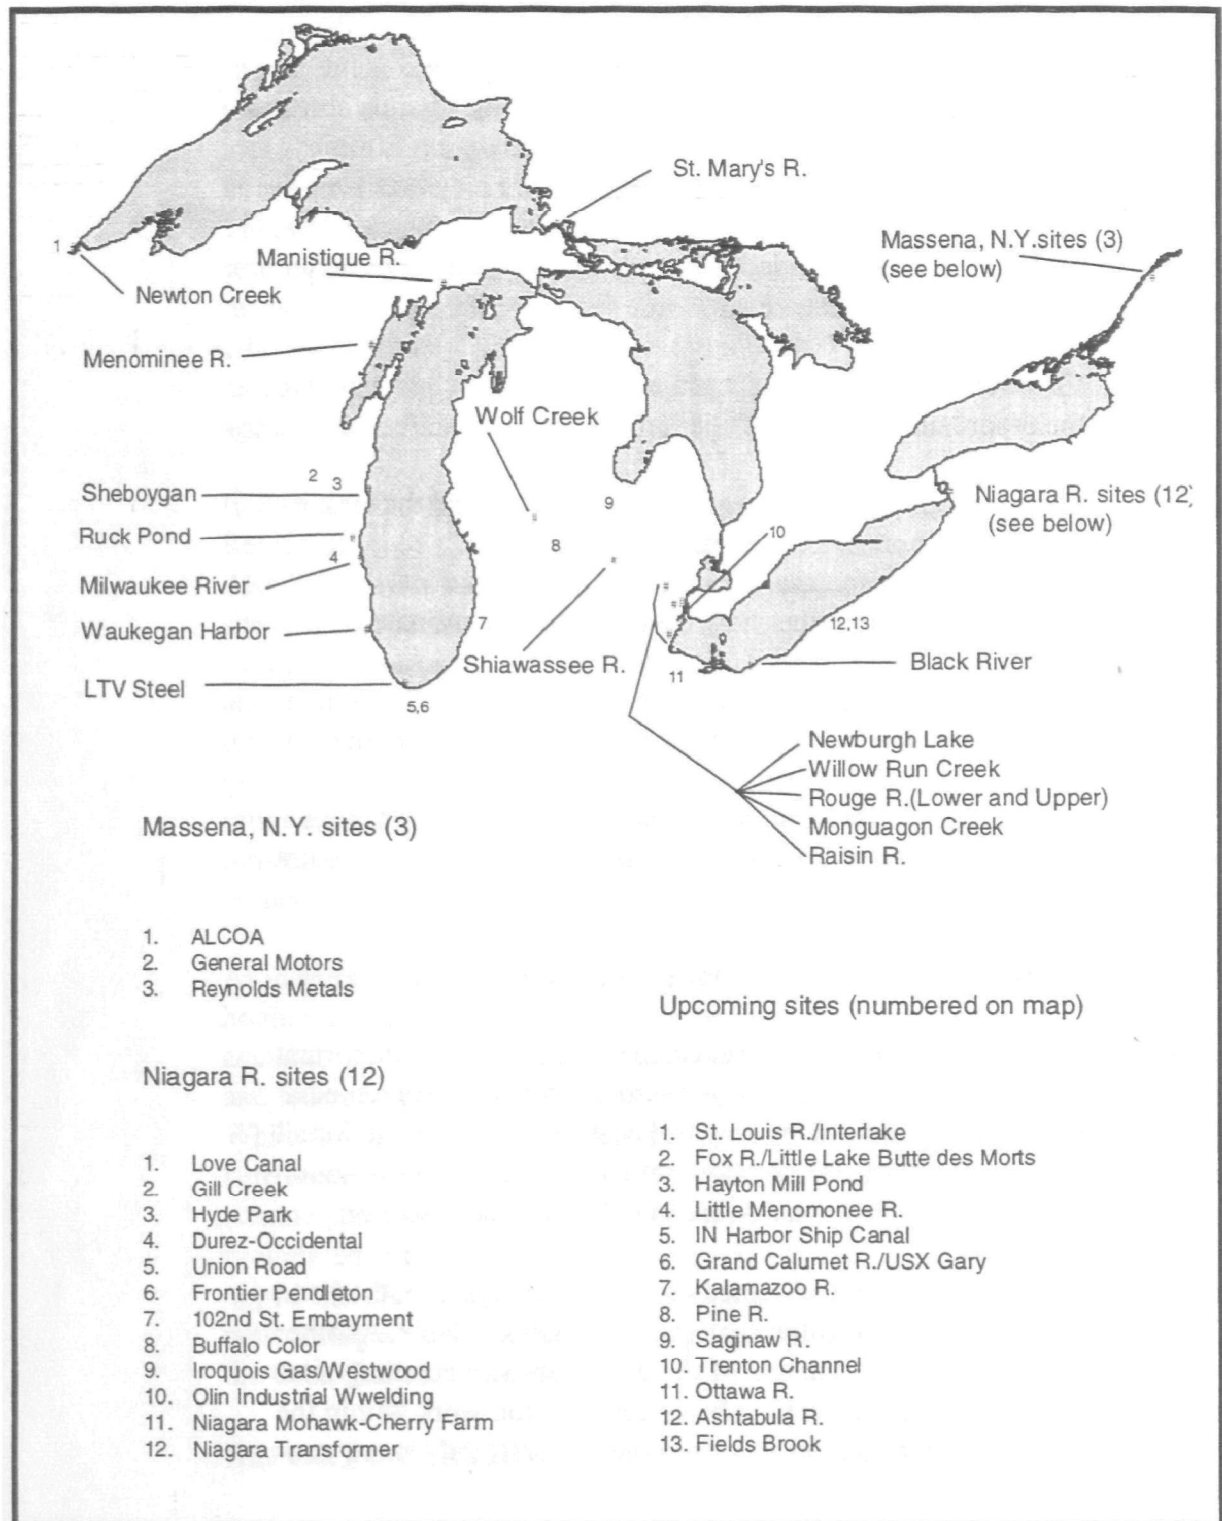 St. Mary's R.
Massena, N.Y.sites (3)
(see below)
1
Manistique R.
Newton Creek
Menominee R.
Wolf Creek
2
3
Sheboygan
9
Niagara R. sites (12)
(see below)
Ruck Pond
10
8
4
Milwaukee River
7
12,13
Waukegan Harbor
Shiawassee R.
Black River
11
LTV Steel
5,6
Newburgh Lake
Willow Run Creek
Rouge R.(Lower and Upper)
Monguagon Creek
Raisin R.
Massena, N.Y. sites (3)
1. ALCOA
2. General Motors
3. Reynolds Metals
Niagara R. sites (12)
1. Love Canal
2. Gill Creek
3. Hyde Park
4. Durez-Occidental
5. Union Road
6. Frontier Pendleton
7. 102nd St. Embayment
8. Buffalo Color
9. Iroquois Gas/Westwood
10. Olin Industrial Wwelding
11. Niagara Mohawk-Cherry Farm
12. Niagara Transformer
Upcoming sites (numbered on map)
1. St. Louis R./Interlake
2. Fox R./Little Lake Butte des Morts
3. Hayton Mill Pond
4. Little Menomonee R.
5. IN Harbor Ship Canal
6. Grand Calumet R./USX Gary
7. Kalamazoo R.
8. Pine R.
9. Saginaw R.
10. Trenton Channel
11. Ottawa R.
12. Ashtabula R.
13. Fields Brook